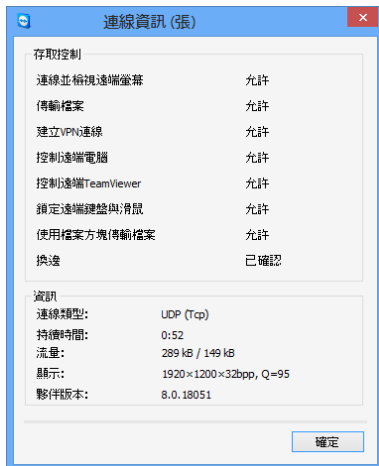 連線資訊 (張)
存取控制
連線並檢視遠端螢幕 允許
傳輸檔案 允許
建立VPN連線 允許
控制遠端電腦 允許
控制遠端TeamViewer 允許
鎖定遠端鍵盤與滑鼠 允許
使用檔案方塊傳輸檔案 允許
換邊 已確認
資訊
連線類型: UDP (Tcp)
持續時間: 0:52
流量: 289 kB / 149 kB
顯示: 1920×1200×32bpp, Q=95
夥伴版本: 8.0.18051
確定